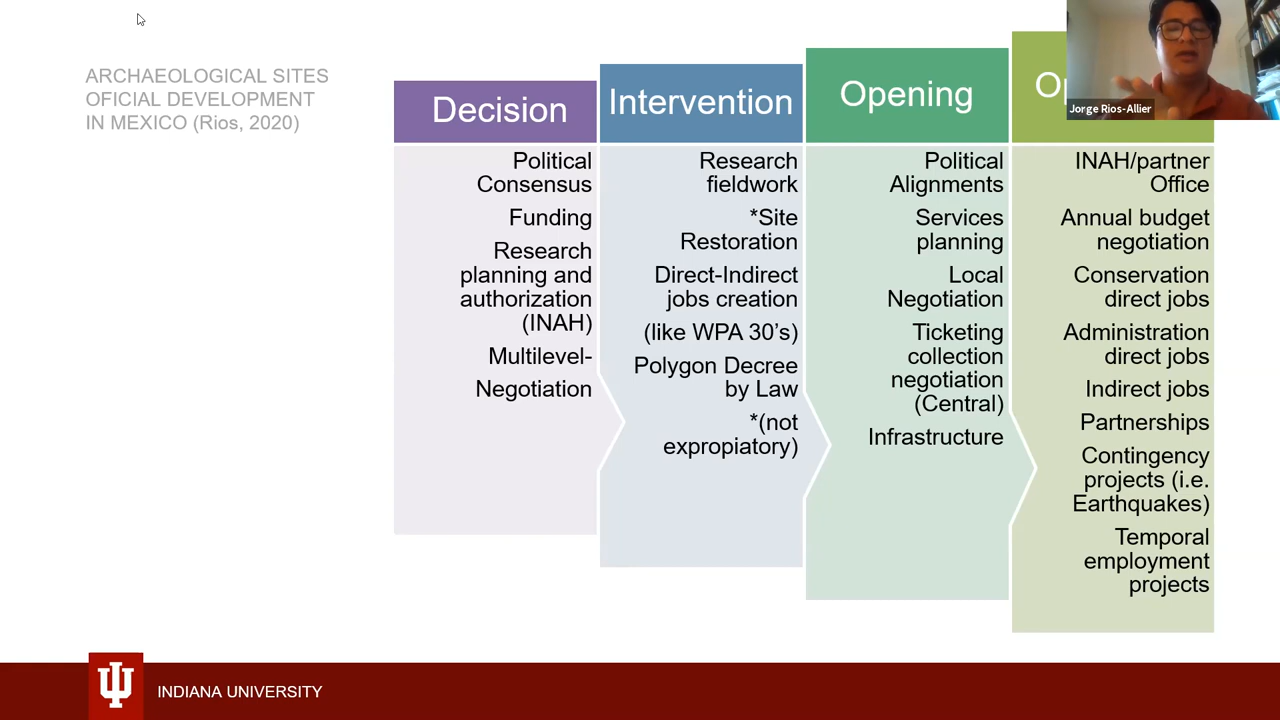 ARCHAEOLOGICAL SITES
OFICIAL DEVELOPMENT
IN MEXICO (Rios, 2020)
Decision
Political
Consensus
Funding
Research
planning and
authorization
(INAH)
Multilevel-
Negotiation
Intervention
Research
fieldwork
*Site
Restoration
Direct-Indirect
jobs creation
(like WPA 30’s)
Polygon Decree
by Law
*(not
expropiatory)
Opening
Political
Alignments
Services
planning
Local
Negotiation
Ticketing
collection
negotiation
(Central)
Infrastructure
INAH/partner
Office
Annual budget
negotiation
Conservation
direct jobs
Administration
direct jobs
Indirect jobs
Partnerships
Contingency
projects (i.e.
Earthquakes)
Temporal
employment
projects
Jorge Rios-Allier
INDIANA UNIVERSITY